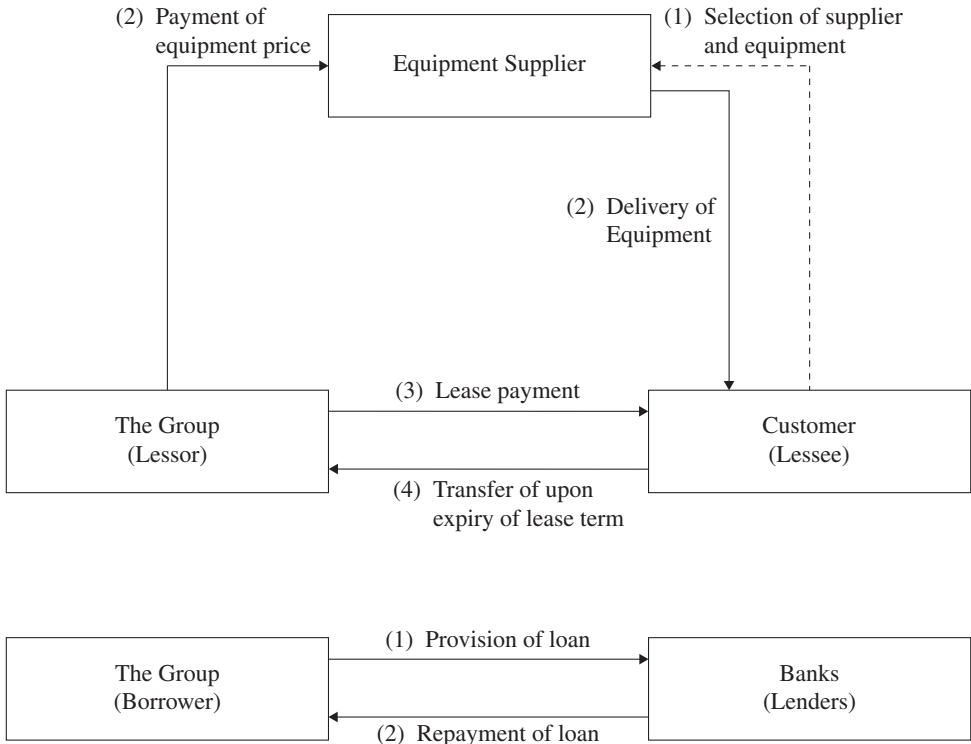 (2) Payment of
equipment price
(1) Selection of supplier
and equipment
Equipment Supplier
(2) Delivery of
Equipment
(3) Lease payment
The Group
(Lessor)
Customer
(Lessee)
(4) Transfer of upon
expiry of lease term
(1) Provision of loan
The Group
(Borrower)
Banks
(Lenders)
(2) Repayment of loan